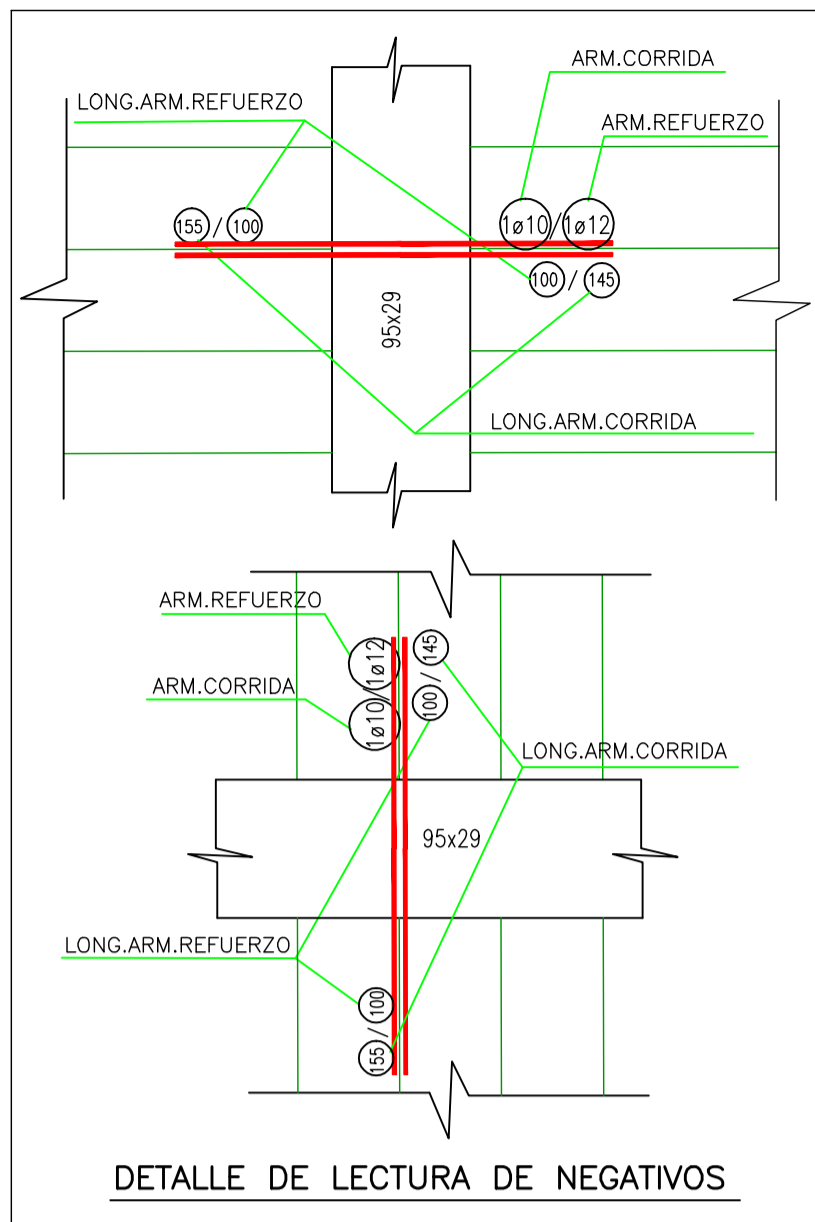 ARM.CORRIDA
LONG.ARM.REFUERZO
ARM.REFUERZO
155 / 100
1ø10/1ø12
100 / 145
95x29
LONG.ARM.CORRIDA
ARM.REFUERZO
ARM.CORRIDA
1ø10/1ø12
100 / 145
LONG.ARM.CORRIDA
95x29
LONG.ARM.REFUERZO
155 / 100
DETALLE DE LECTURA DE NEGATIVOS